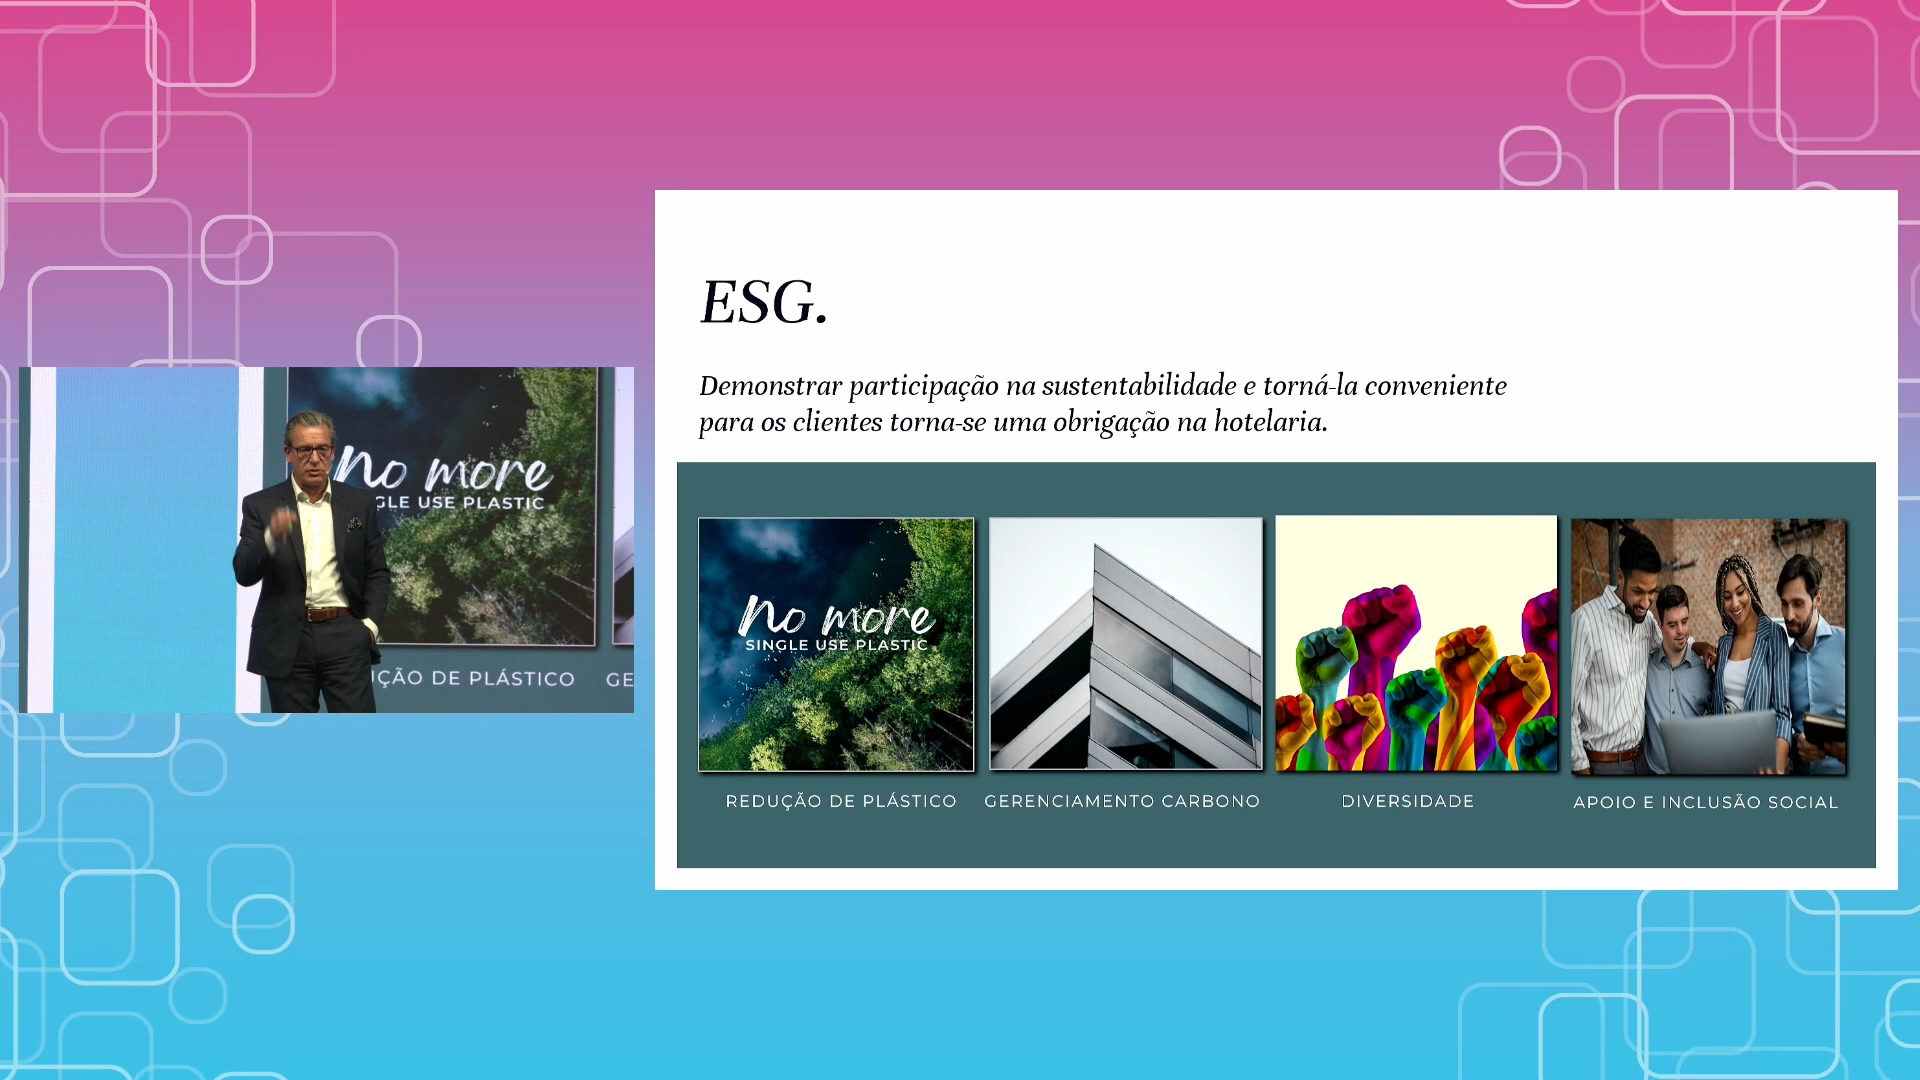 No more
GLE USE PLASTIC
IÇÃO DE PLÁSTICO
GE
ESG.
Demonstrar participação na sustentabilidade e torná-la conveniente
para os clientes torna-se uma obrigação na hotelaria.
No more
SINGLE USE PLASTIC
REDUÇÃO DE PLÁSTICO
GERENCIAMENTO CARBONO
DIVERSIDADE
APOIO E INCLUSÃO SOCIAL